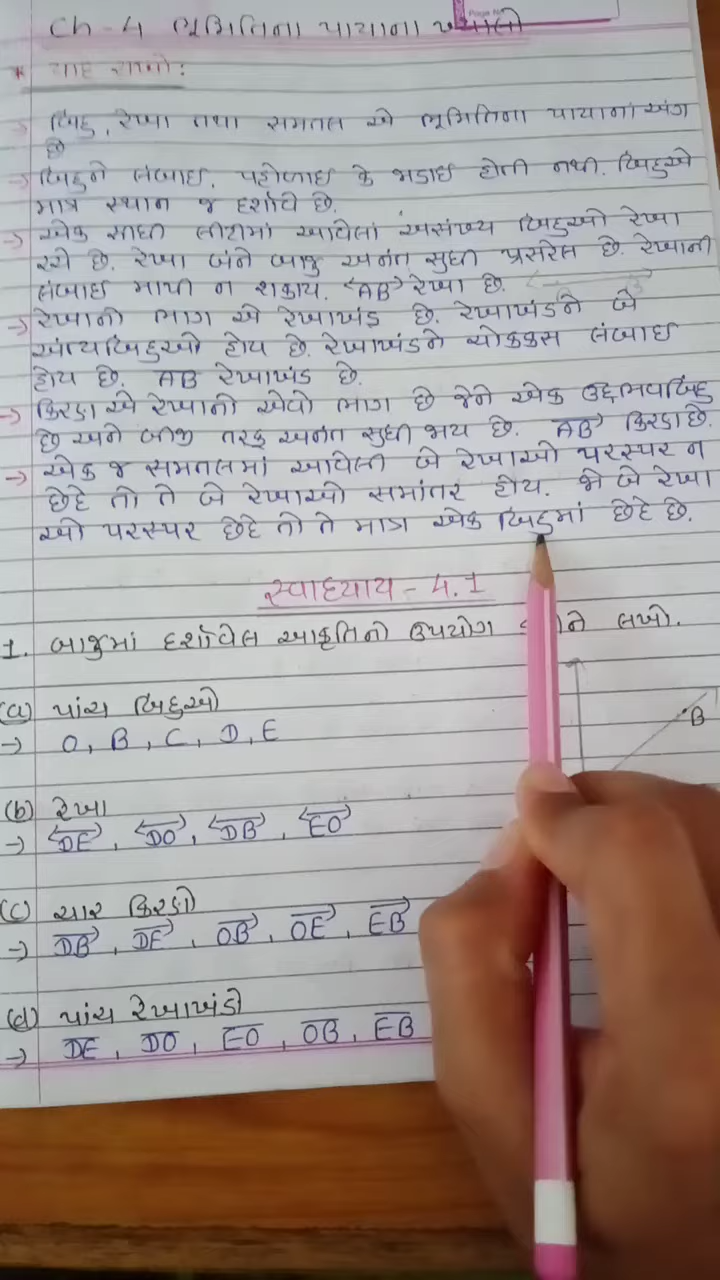 Page No.
Ch - 4 ભૂમિતિના પાયાના ખ્યાલો
* યાદ રાખો:
→ બિંદુ, રેખા તથા સમતલ એ ભૂમિતિના પાયાનાં અંગ
છે
→ બિંદુને લંબાઈ, પહોળાઈ કે જાડાઈ હોતી નથી. બિંદુએ
માત્ર સ્થાન જ દર્શાવે છે.
→ એક સીધી લીટીમાં આવેલાં અસંખ્ય બિંદુઓ રેખા
રચે છે. રેખા બંને બાજુ અનંત સુધી પ્રસરેલ છે. રેખાની
લંબાઈ માપી ન શકાય. <AB> રેખા છે.
→ રેખાનો ભાગ એ રેખાખંડ છે. રેખાખંડને બે
અંત્યબિંદુઓ હોય છે. રેખાખંડને ચોક્કસ લંબાઈ
હોય છે. AB રેખાખંડ છે.
→ કિરણ એ રેખાનો એવો ભાગ છે જેને એક ઉદ્દભવબિંદુ
છે અને બીજી તરફ અનંત સુધી જાય છે. AB> કિરણ છે.
→ એક જ સમતલમાં આવેલી બે રેખાઓ પરસ્પર ન
છેદે તો તે બે રેખાઓ સમાંતર હોય. જો બે રેખા
ઓ પરસ્પર છેદે તો તે માત્ર એક બિંદુમાં છેદે છે.
સ્વાધ્યાય - 4.1
1. બાજુમાં દર્શાવેલ આકૃતિનો ઉપયોગ લખો.
(a) પાંચ બિંદુઓ
→ O, B, C, D, E
B
(b) રેખા
→ <DE>, <DO>, <DB>, <EO>
(c) ચાર કિરણો
→ DB>, DE>, OB>, OE>, EB>
(d) પાંચ રેખાખંડો
→ DE, DO, EO, OB, EB